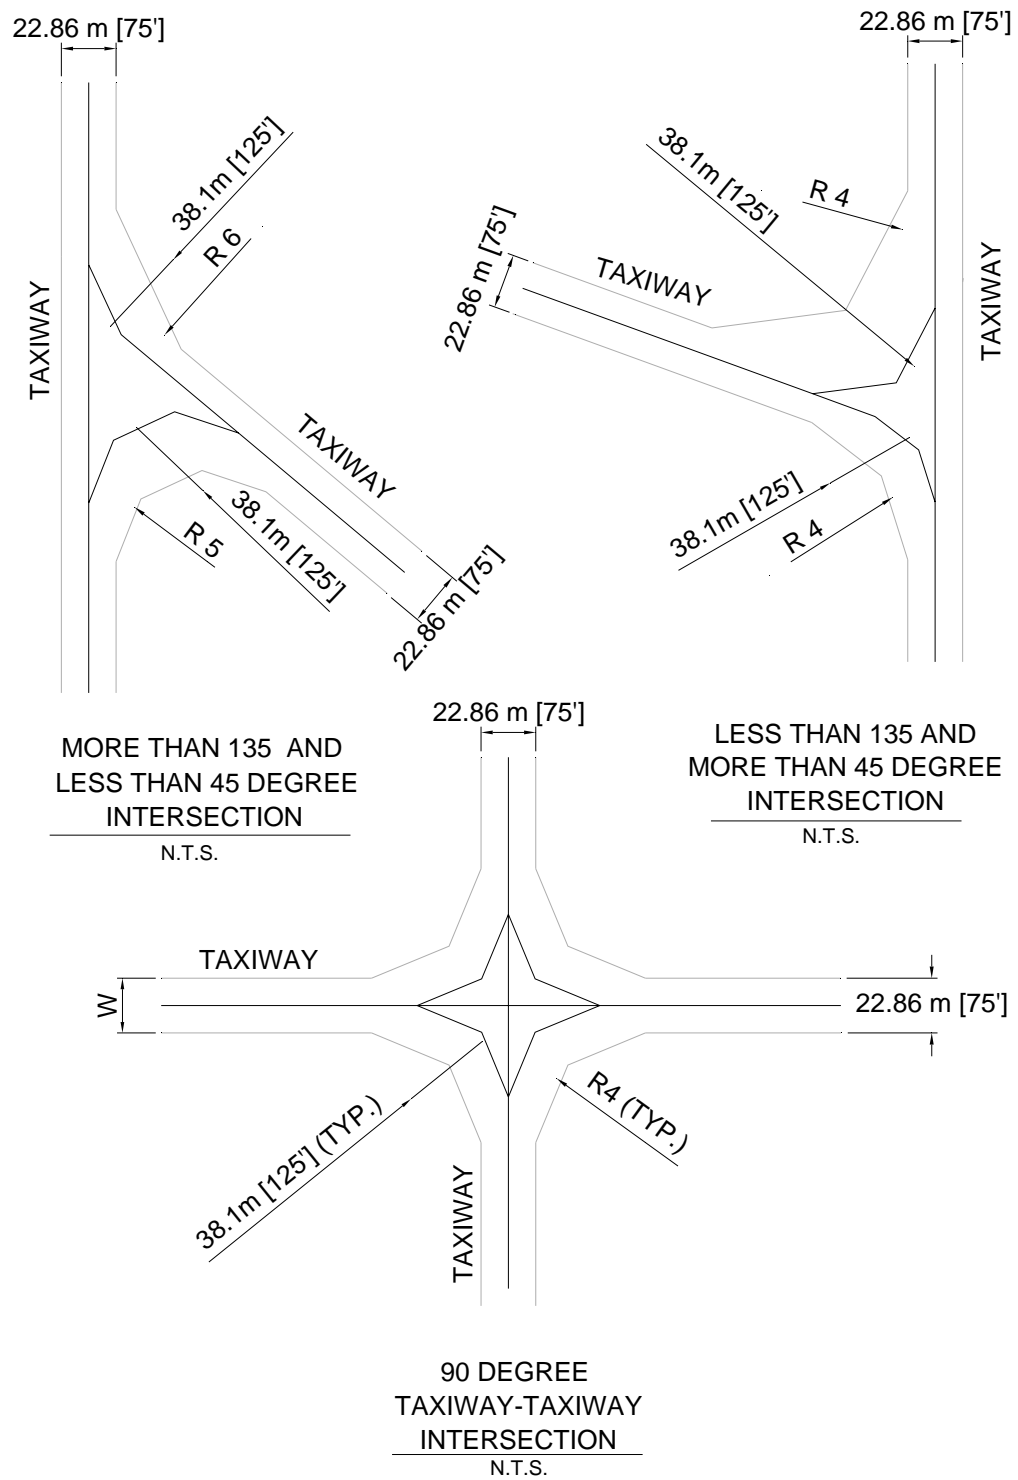 22.86 m [75']
38.1m [125']
R 6
TAXIWAY
TAXIWAY
38.1m [125']
R 5
22.86 m [75']
MORE THAN 135 AND
LESS THAN 45 DEGREE
INTERSECTION
N.T.S.
22.86 m [75']
38.1m [125']
R 4
22.86 m [75']
TAXIWAY
TAXIWAY
38.1m [125']
R 4
LESS THAN 135 AND
MORE THAN 45 DEGREE
INTERSECTION
N.T.S.
22.86 m [75']
TAXIWAY
W
22.86 m [75']
38.1m [125'] (TYP.)
R4 (TYP.)
TAXIWAY
90 DEGREE
TAXIWAY-TAXIWAY
INTERSECTION
N.T.S.